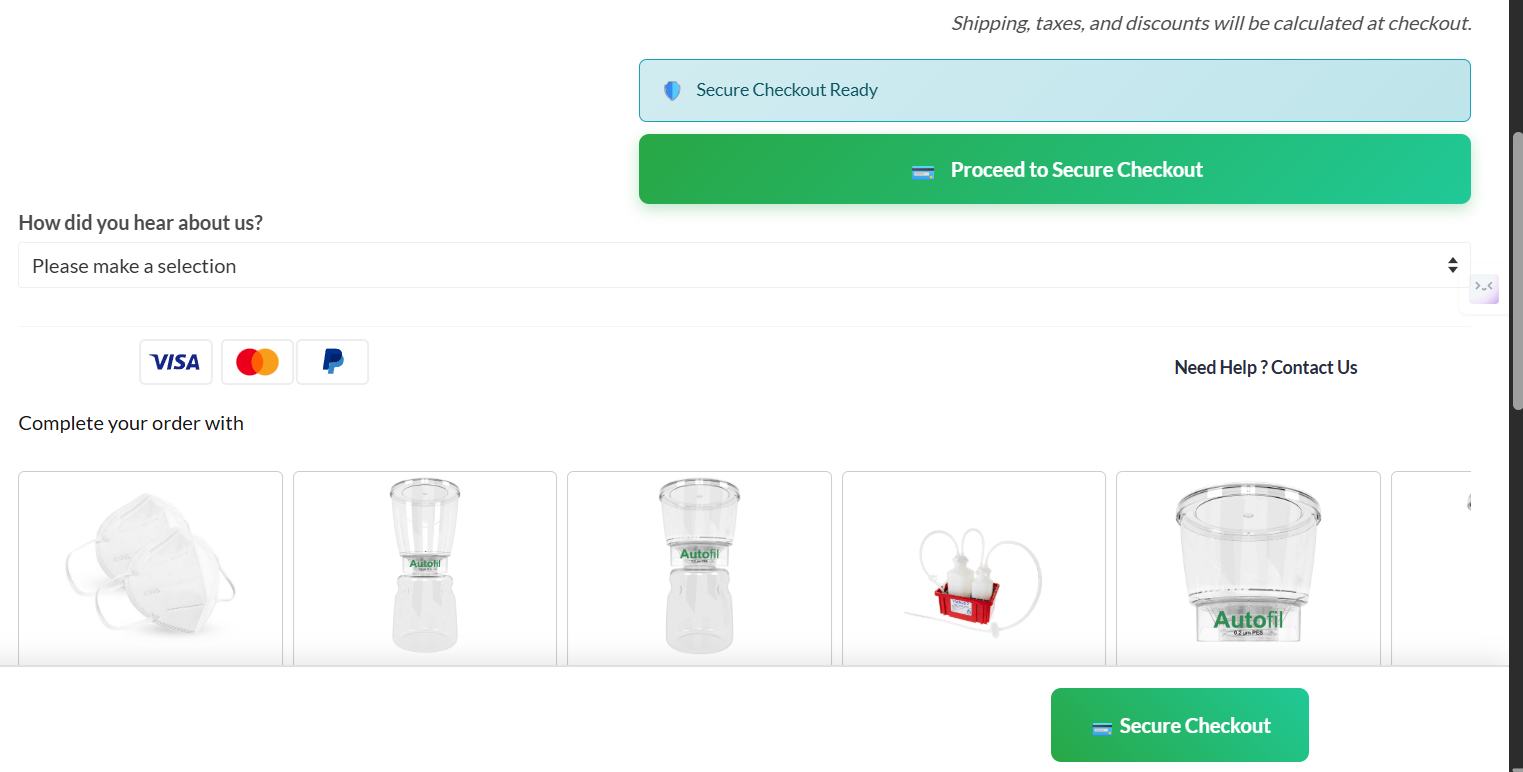 Shipping, taxes, and discounts will be calculated at checkout.
Secure Checkout Ready
Proceed to Secure Checkout
How did you hear about us?
Please make a selection
VISA
Need Help ? Contact Us
Complete your order with
Autofil
Autofil
Autofil
0.2 µm PES
Secure Checkout